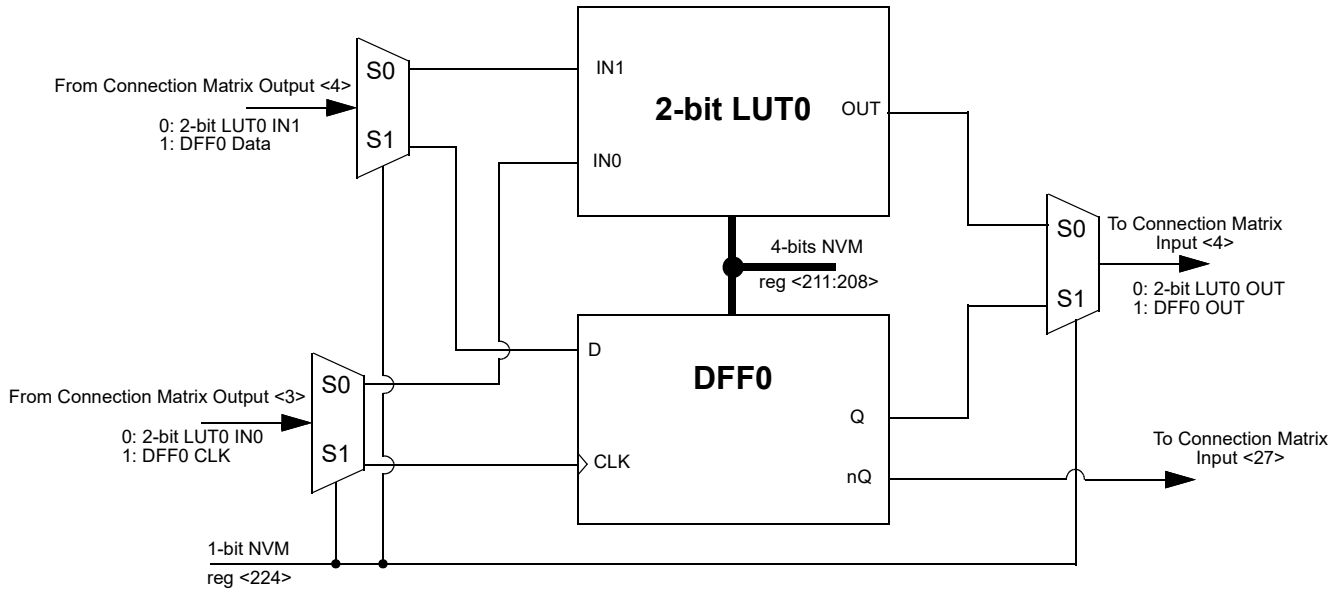 From Connection Matrix Output <4>
0: 2-bit LUT0 IN1
1: DFF0 Data
S0
S1
IN1
IN0
2-bit LUT0
OUT
4-bits NVM
reg <211:208>
S0
S1
To Connection Matrix
Input <4>
0: 2-bit LUT0 OUT
1: DFF0 OUT
From Connection Matrix Output <3>
0: 2-bit LUT0 IN0
1: DFF0 CLK
S0
S1
D
CLK
DFF0
Q
nQ
To Connection Matrix
Input <27>
1-bit NVM
reg <224>